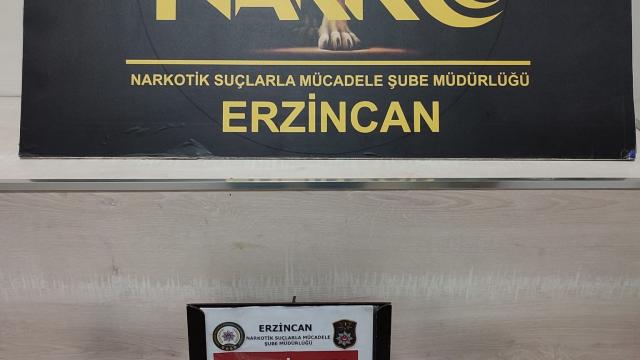 NARKO
NARKOTİK SUÇLARLA MÜCADELE ŞUBE MÜDÜRLÜĞÜ
ERZİNCAN
ERZİNCAN
NARKOTİK SUÇLARLA MÜCADELE
ŞUBE MÜDÜRLÜĞÜ